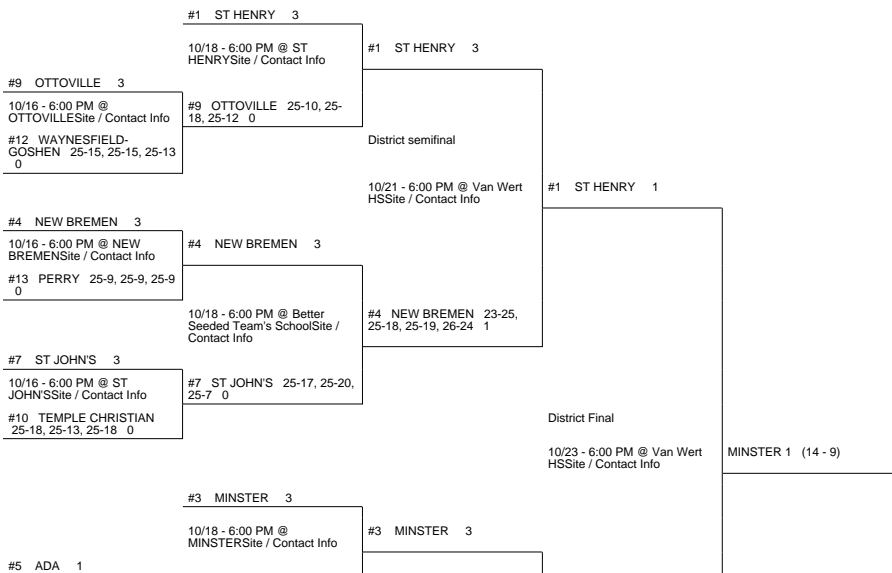 #1 ST HENRY 3
10/18 - 6:00 PM @ ST
HENRYSite / Contact Info
#1 ST HENRY 3
#9 OTTOVILLE 3
10/16 - 6:00 PM @
OTTOVILLESite / Contact Info
#9 OTTOVILLE 25-10, 25-
18, 25-12 0
#12 WAYNESFIELD-
GOSHEN 25-15, 25-15, 25-13
0
District semifinal
10/21 - 6:00 PM @ Van Wert
HSSite / Contact Info
#1 ST HENRY 1
#4 NEW BREMEN 3
10/16 - 6:00 PM @ NEW
BREMENSite / Contact Info
#4 NEW BREMEN 3
#13 PERRY 25-9, 25-9, 25-9
0
10/18 - 6:00 PM @ Better
Seeded Team's SchoolSite /
Contact Info
#4 NEW BREMEN 23-25,
25-18, 25-19, 26-24 1
#7 ST JOHN'S 3
10/16 - 6:00 PM @ ST
JOHN'SSite / Contact Info
#7 ST JOHN'S 25-17, 25-20,
25-7 0
#10 TEMPLE CHRISTIAN
25-18, 25-13, 25-18 0
District Final
10/23 - 6:00 PM @ Van Wert
HSSite / Contact Info
MINSTER 1 (14 - 9)
#3 MINSTER 3
10/18 - 6:00 PM @
MINSTERSite / Contact Info
#3 MINSTER 3
#5 ADA 1